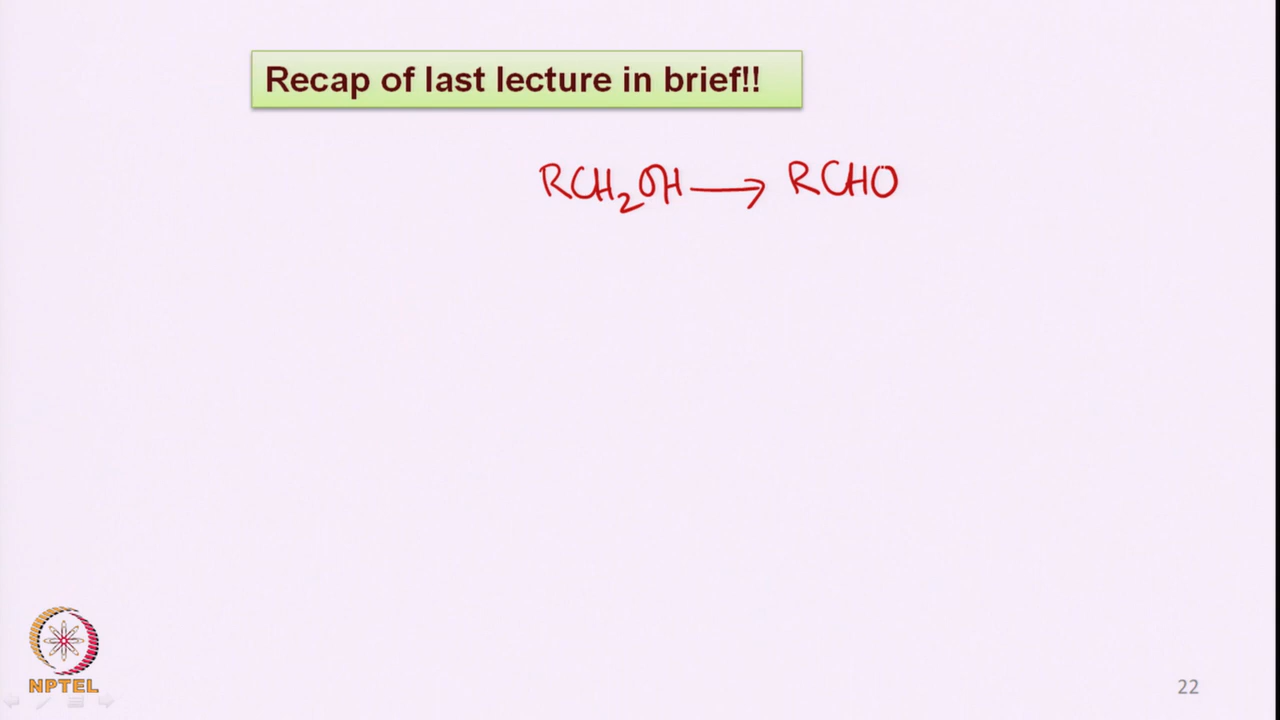 Recap of last lecture in brief!!
RCH₂OH → RCHO
NPTEL
22